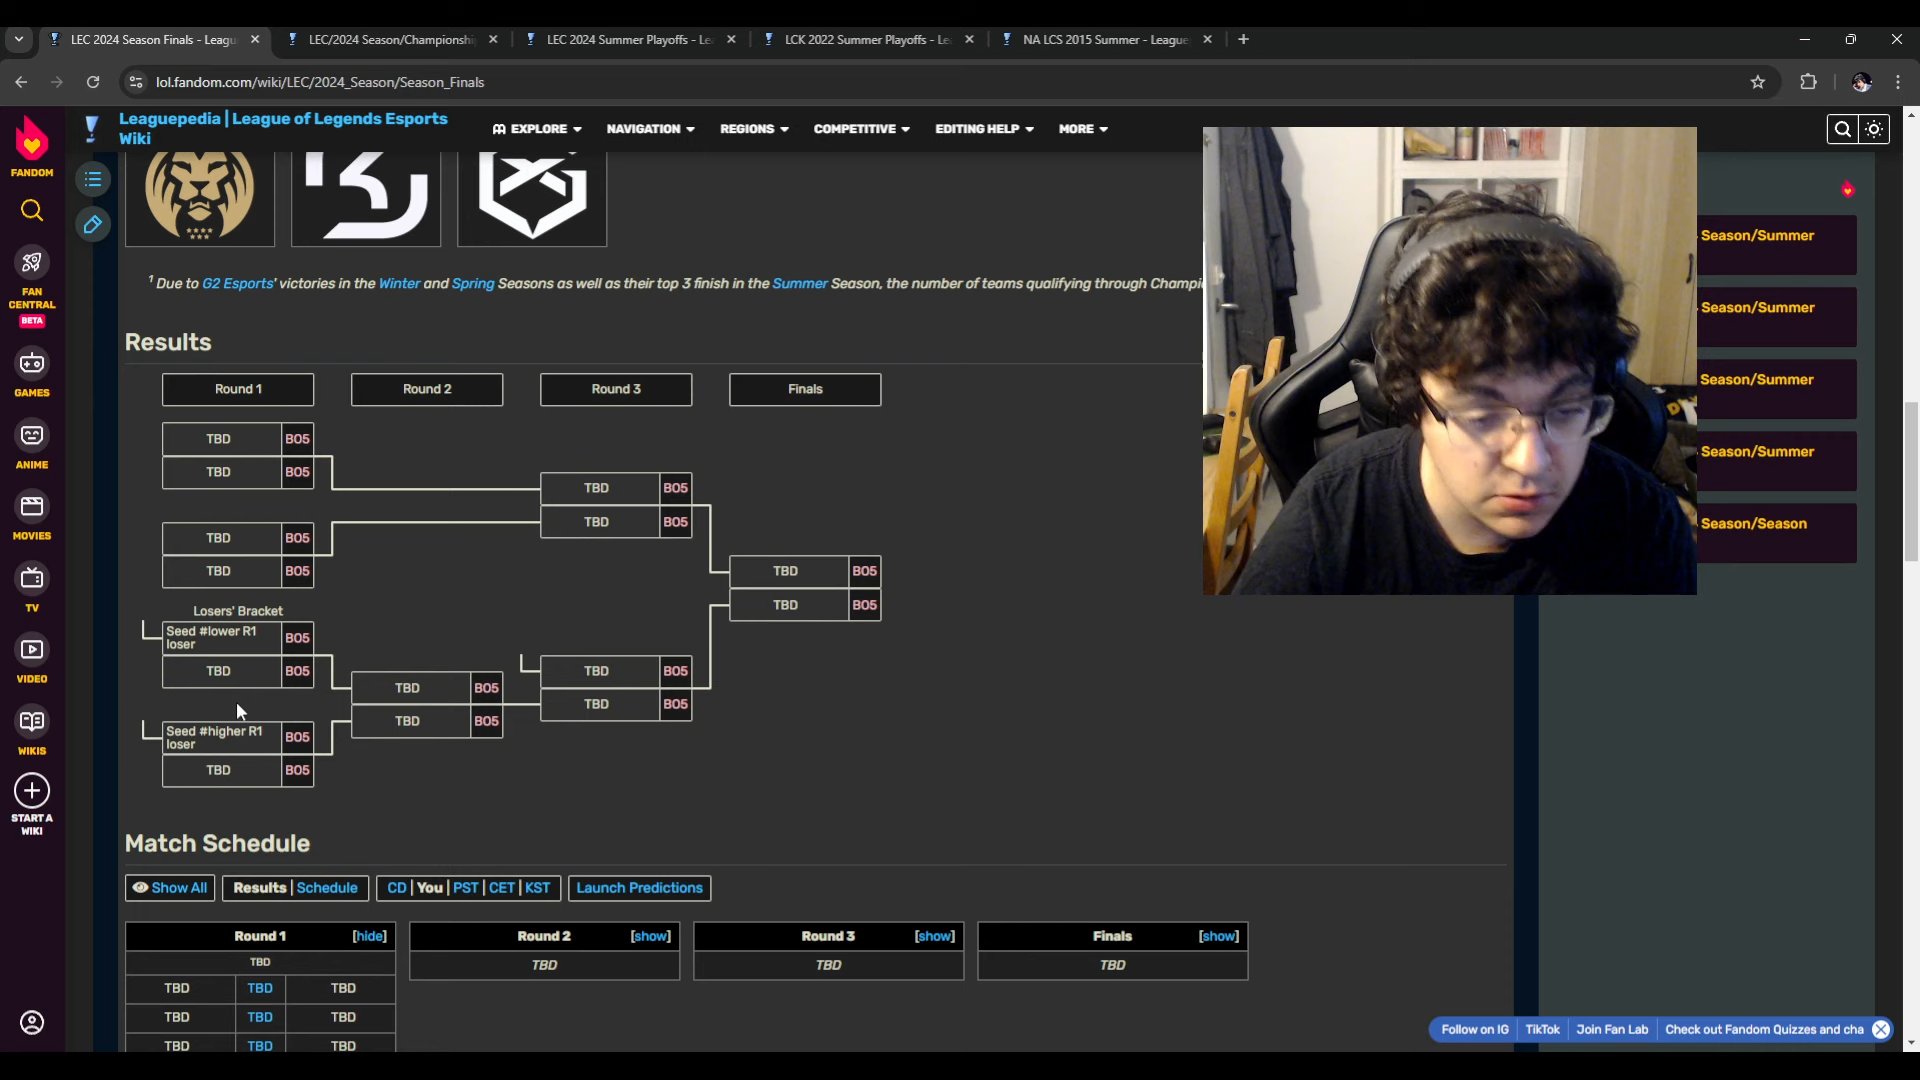 LEC 2024 Season Finals - Leagu
LEC/2024 Season/Championshi
LEC 2024 Summer Playoffs - Le
LCK 2022 Summer Playoffs - Le
NA LCS 2015 Summer - League
lol.fandom.com/wiki/LEC/2024_Season/Season_Finals
FANDOM
FAN
CENTRAL
BETA
GAMES
ANIME
MOVIES
TV
VIDEO
WIKIS
START A
WIKI
Leaguepedia | League of Legends Esports
Wiki
EXPLORE
NAVIGATION
REGIONS
COMPETITIVE
EDITING HELP
MORE
1 Due to G2 Esports' victories in the Winter and Spring Seasons as well as their top 3 finish in the Summer Season, the number of teams qualifying through Champi
Season/Summer
Season/Summer
Season/Summer
Season/Summer
Season/Season
Results
Round 1
Round 2
Round 3
Finals
TBD BO5
TBD BO5
TBD BO5
TBD BO5
TBD BO5
TBD BO5
TBD BO5
TBD BO5
Losers' Bracket
Seed #lower R1
loser
BO5
TBD BO5
TBD BO5
TBD BO5
TBD BO5
TBD BO5
Seed #higher R1
loser
BO5
TBD BO5
Match Schedule
Show All
Results | Schedule
CD | You | PST | CET | KST
Launch Predictions
Round 1 [hide]
TBD
TBD TBD TBD
TBD TBD TBD
TBD TBD TBD
Round 2 [show]
TBD
Round 3 [show]
TBD
Finals [show]
TBD
Follow on IG
TikTok
Join Fan Lab
Check out Fandom Quizzes and cha